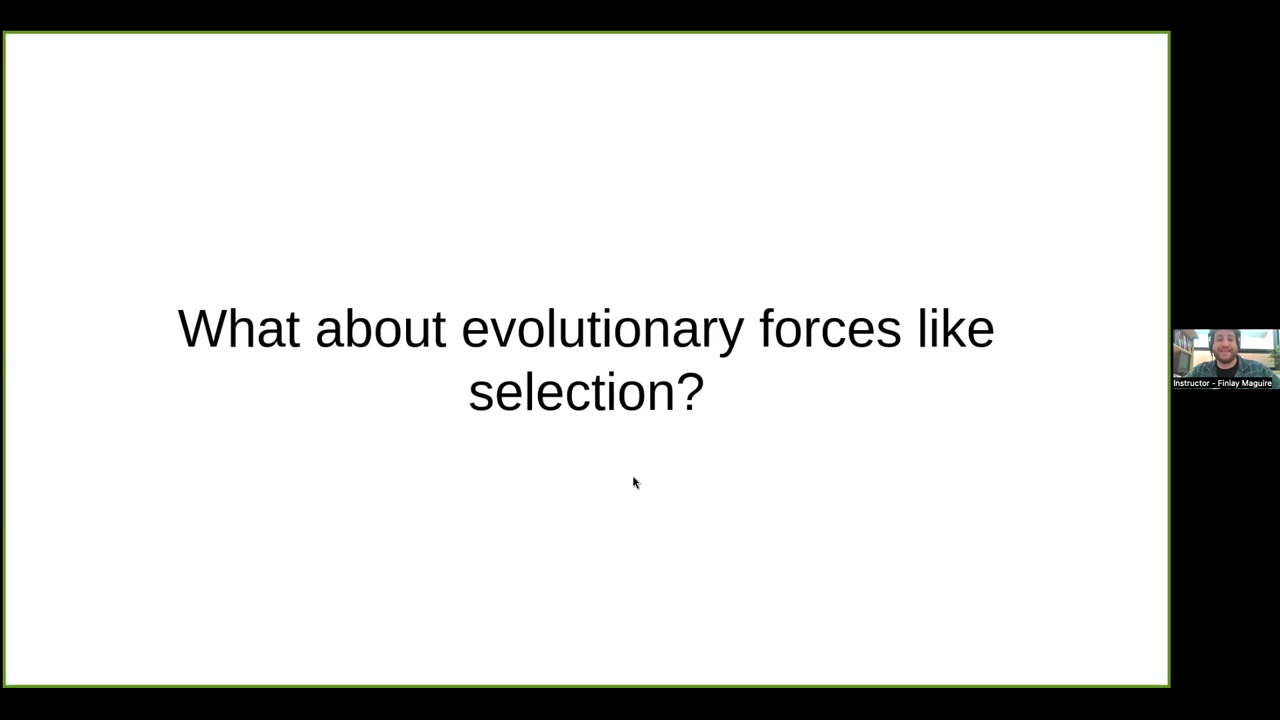 What about evolutionary forces like
selection?
Instructor - Finlay Maguire